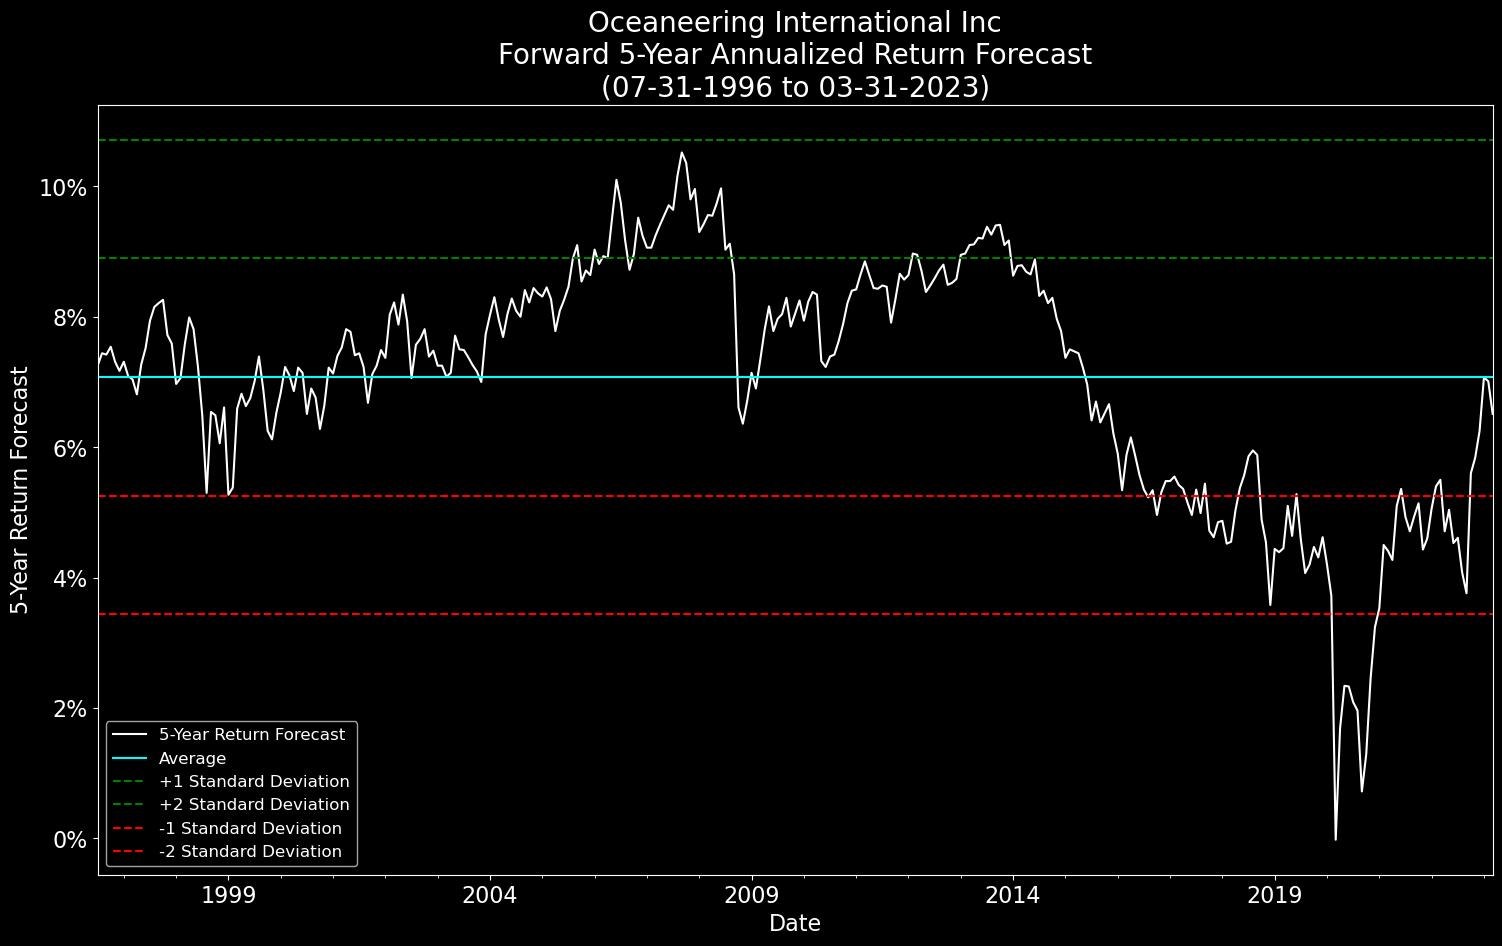 Oceaneering International Inc
Forward 5-Year Annualized Return Forecast
(07-31-1996 to 03-31-2023)
5-Year Return Forecast
10%
8%
6%
4%
2%
0%
5-Year Return Forecast
Average
+1 Standard Deviation
+2 Standard Deviation
-1 Standard Deviation
-2 Standard Deviation
1999
2004
2009
2014
2019
Date